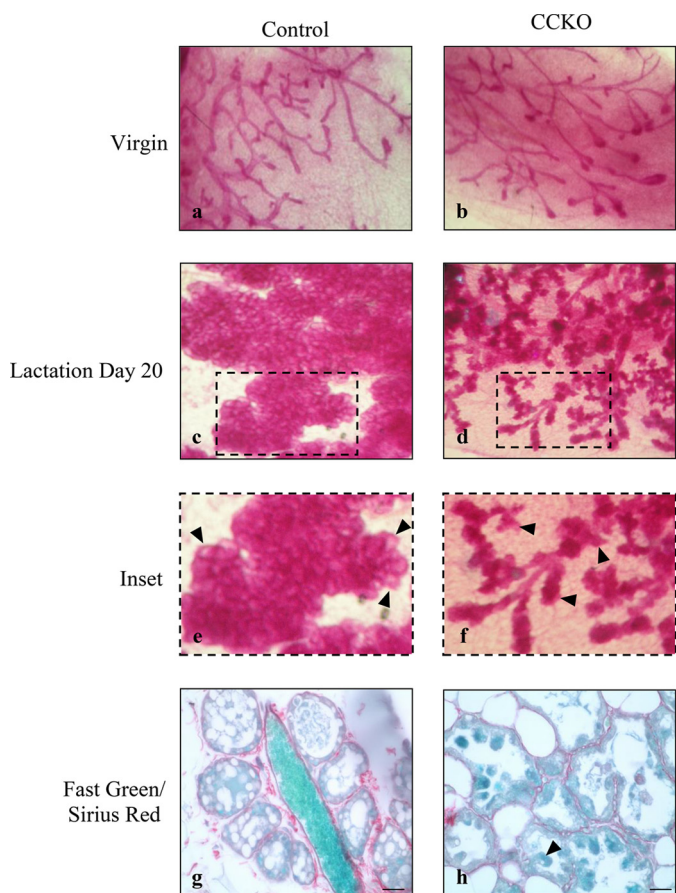 Control
CCKO
Virgin
a
b
Lactation Day 20
c
d
Inset
e
f
Fast Green/
Sirius Red
g
h